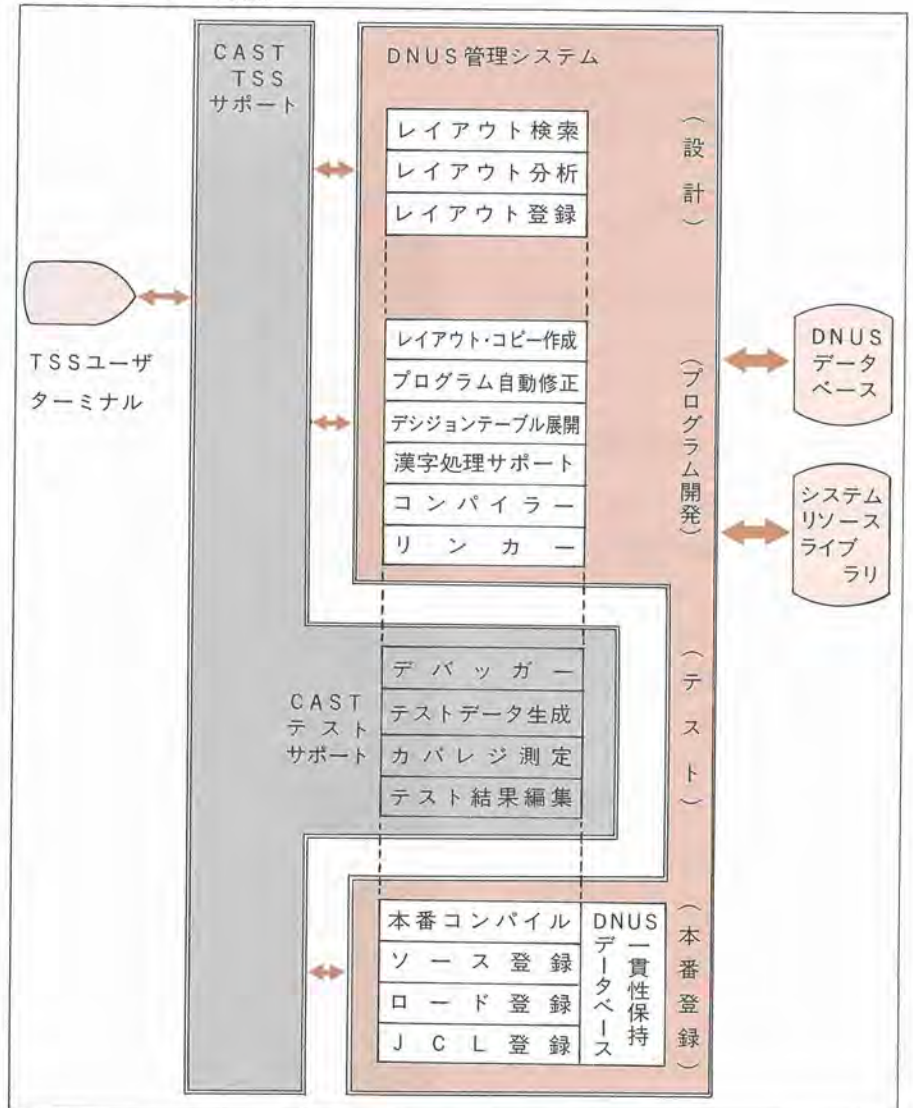 CAST
TSS
サポート
DNUS管理システム
レイアウト検索
レイアウト分析
レイアウト登録
(設計)
TSSユーザ
ターミナル
レイアウト・コピー作成
プログラム自動修正
デシジョンテーブル展開
漢字処理サポート
コンパイラー
リンカー
(プログラム開発)
DNUS
データ
ベース
システム
リソース
ライブ
ラリ
CAST
テスト
サポート
デバッガー
テストデータ生成
カバレジ測定
テスト結果編集
(テスト)
本番コンパイル
ソース登録
ロード登録
JCL登録
DNUS
データベース
一貫性保持
(本番登録)